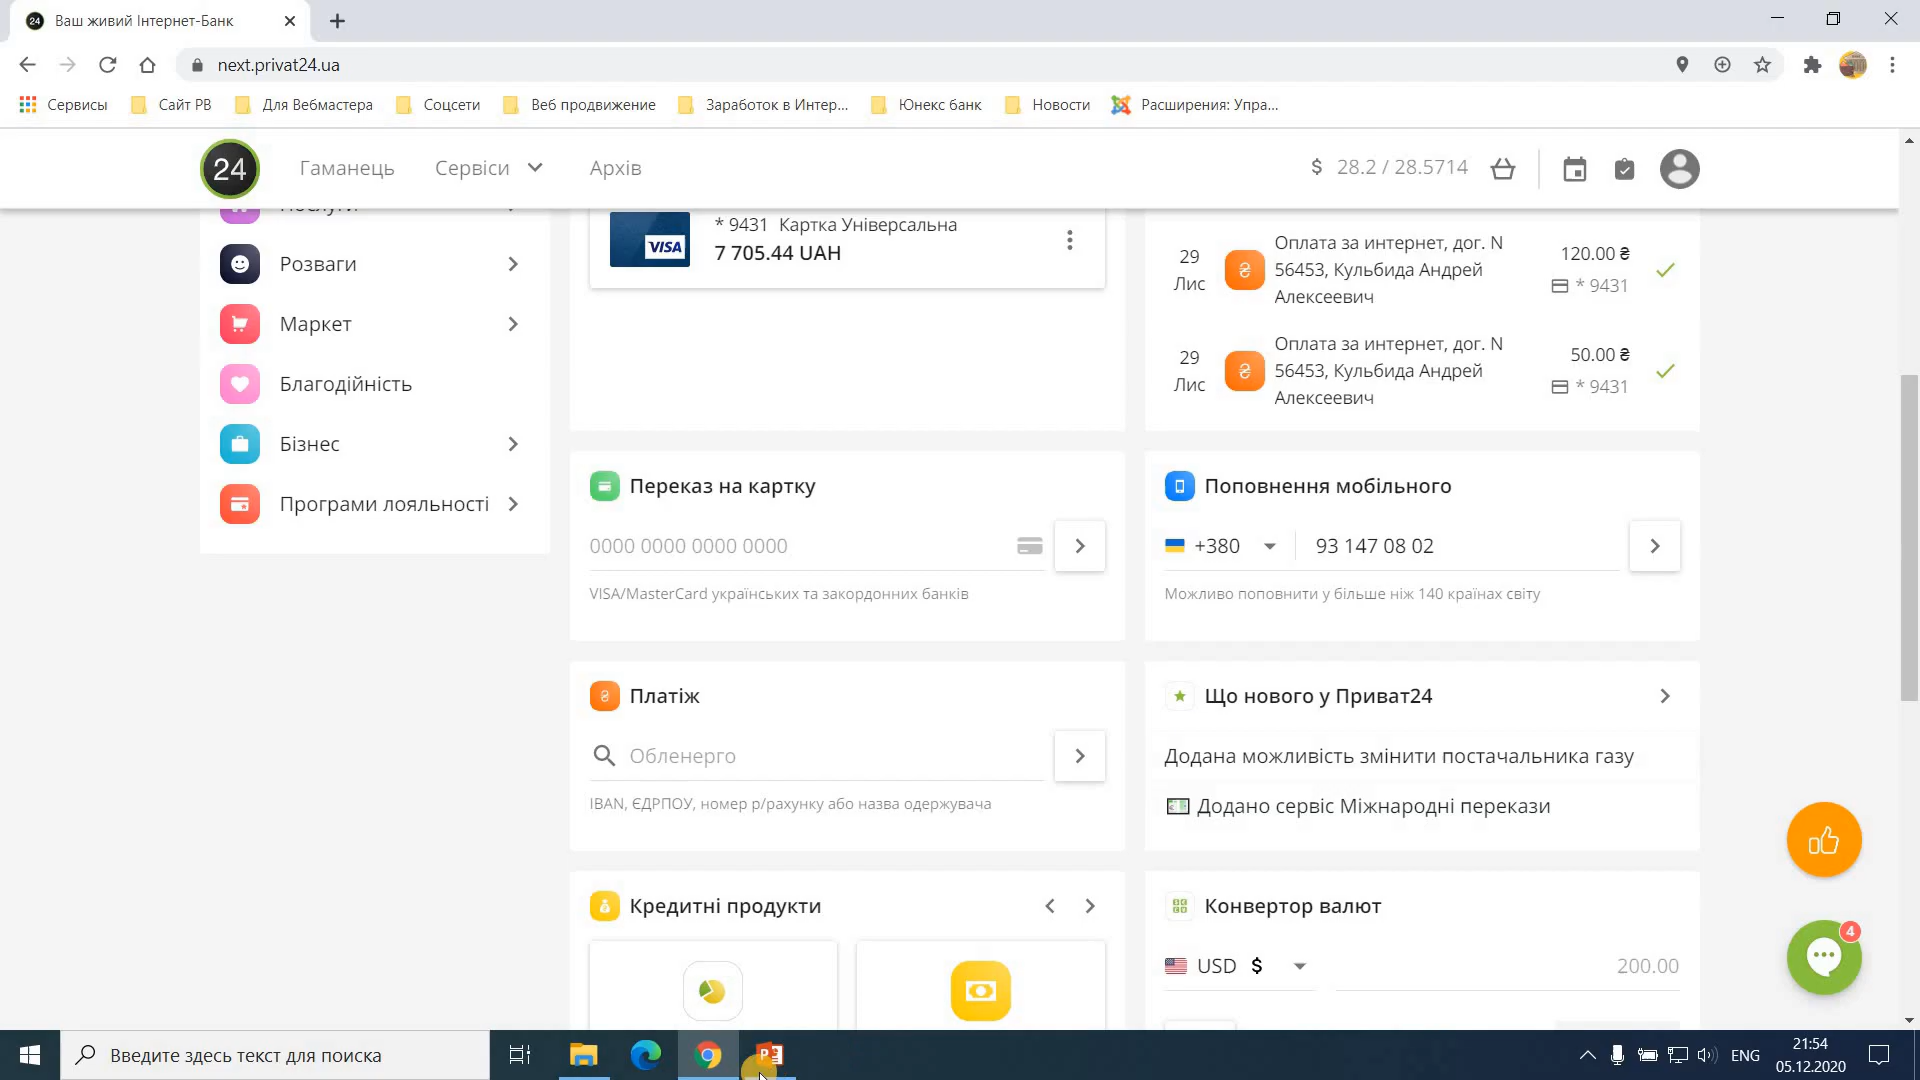 24 Ваш живий Інтернет-Банк
next.privat24.ua
Сервисы Сайт РВ Для Вебмастера Соцсети Веб продвижение Заработок в Интер... Юнекс банк Новости Расширения: Упра...
24 Гаманець Сервіси Архів $ 28.2 / 28.5714
Послуги
Розваги
Маркет
Благодійність
Бізнес
Програми лояльності
VISA
* 9431 Картка Універсальна
7 705.44 UAH
29
Лис
Оплата за интернет, дог. N
56453, Кульбида Андрей
Алексеевич
120.00 ₴
* 9431
29
Лис
Оплата за интернет, дог. N
56453, Кульбида Андрей
Алексеевич
50.00 ₴
* 9431
Переказ на картку
0000 0000 0000 0000
VISA/MasterCard українських та закордонних банків
Поповнення мобільного
+380 93 147 08 02
Можливо поповнити у більше ніж 140 країнах світу
Платіж
Обленерго
IBAN, ЄДРПОУ, номер р/рахунку або назва одержувача
Що нового у Приват24
Додана можливість змінити постачальника газу
Додано сервіс Міжнародні перекази
Кредитні продукти
Конвертор валют
USD $ 200.00
4
Введите здесь текст для поиска
ENG
21:54
05.12.2020